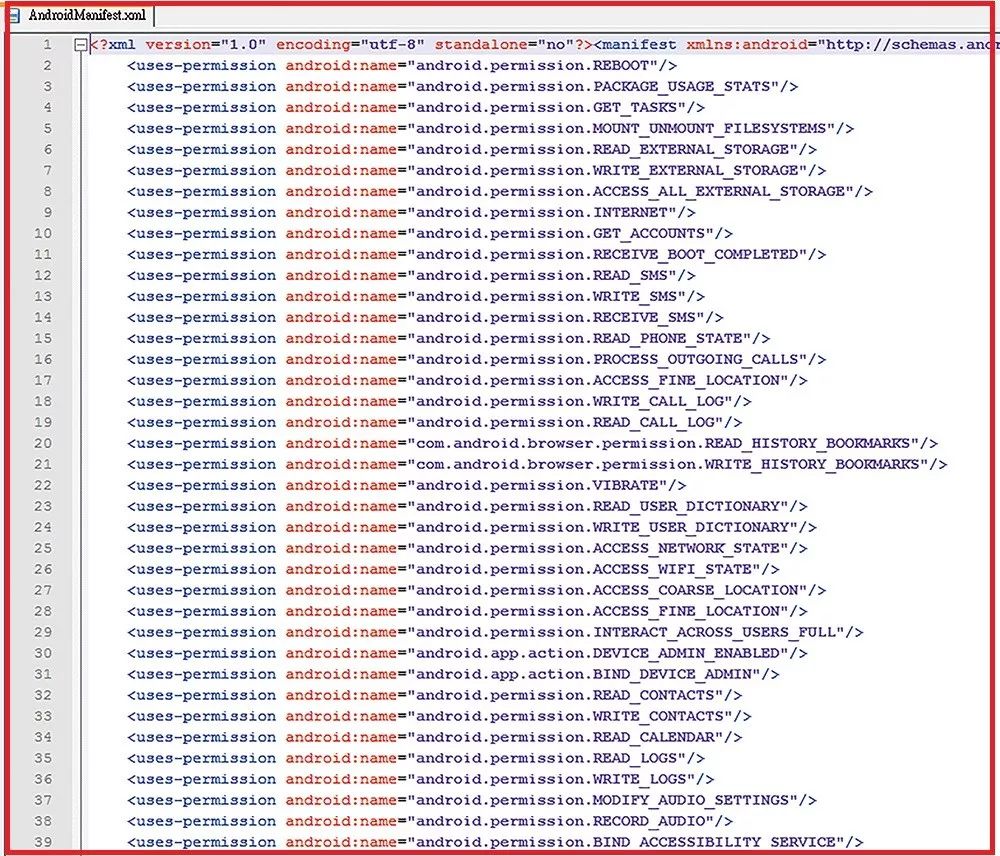 AndroidManifest.xml
1 <?xml version="1.0" encoding="utf-8" standalone="no"?><manifest xmlns:android="http://schemas.andr
2 <uses-permission android:name="android.permission.REBOOT"/>
3 <uses-permission android:name="android.permission.PACKAGE_USAGE_STATS"/>
4 <uses-permission android:name="android.permission.GET_TASKS"/>
5 <uses-permission android:name="android.permission.MOUNT_UNMOUNT_FILESYSTEMS"/>
6 <uses-permission android:name="android.permission.READ_EXTERNAL_STORAGE"/>
7 <uses-permission android:name="android.permission.WRITE_EXTERNAL_STORAGE"/>
8 <uses-permission android:name="android.permission.ACCESS_ALL_EXTERNAL_STORAGE"/>
9 <uses-permission android:name="android.permission.INTERNET"/>
10 <uses-permission android:name="android.permission.GET_ACCOUNTS"/>
11 <uses-permission android:name="android.permission.RECEIVE_BOOT_COMPLETED"/>
12 <uses-permission android:name="android.permission.READ_SMS"/>
13 <uses-permission android:name="android.permission.WRITE_SMS"/>
14 <uses-permission android:name="android.permission.RECEIVE_SMS"/>
15 <uses-permission android:name="android.permission.READ_PHONE_STATE"/>
16 <uses-permission android:name="android.permission.PROCESS_OUTGOING_CALLS"/>
17 <uses-permission android:name="android.permission.ACCESS_FINE_LOCATION"/>
18 <uses-permission android:name="android.permission.WRITE_CALL_LOG"/>
19 <uses-permission android:name="android.permission.READ_CALL_LOG"/>
20 <uses-permission android:name="com.android.browser.permission.READ_HISTORY_BOOKMARKS"/>
21 <uses-permission android:name="com.android.browser.permission.WRITE_HISTORY_BOOKMARKS"/>
22 <uses-permission android:name="android.permission.VIBRATE"/>
23 <uses-permission android:name="android.permission.READ_USER_DICTIONARY"/>
24 <uses-permission android:name="android.permission.WRITE_USER_DICTIONARY"/>
25 <uses-permission android:name="android.permission.ACCESS_NETWORK_STATE"/>
26 <uses-permission android:name="android.permission.ACCESS_WIFI_STATE"/>
27 <uses-permission android:name="android.permission.ACCESS_COARSE_LOCATION"/>
28 <uses-permission android:name="android.permission.ACCESS_FINE_LOCATION"/>
29 <uses-permission android:name="android.permission.INTERACT_ACROSS_USERS_FULL"/>
30 <uses-permission android:name="android.app.action.DEVICE_ADMIN_ENABLED"/>
31 <uses-permission android:name="android.app.action.BIND_DEVICE_ADMIN"/>
32 <uses-permission android:name="android.permission.READ_CONTACTS"/>
33 <uses-permission android:name="android.permission.WRITE_CONTACTS"/>
34 <uses-permission android:name="android.permission.READ_CALENDAR"/>
35 <uses-permission android:name="android.permission.READ_LOGS"/>
36 <uses-permission android:name="android.permission.WRITE_LOGS"/>
37 <uses-permission android:name="android.permission.MODIFY_AUDIO_SETTINGS"/>
38 <uses-permission android:name="android.permission.RECORD_AUDIO"/>
39 <uses-permission android:name="android.permission.BIND_ACCESSIBILITY_SERVICE"/>